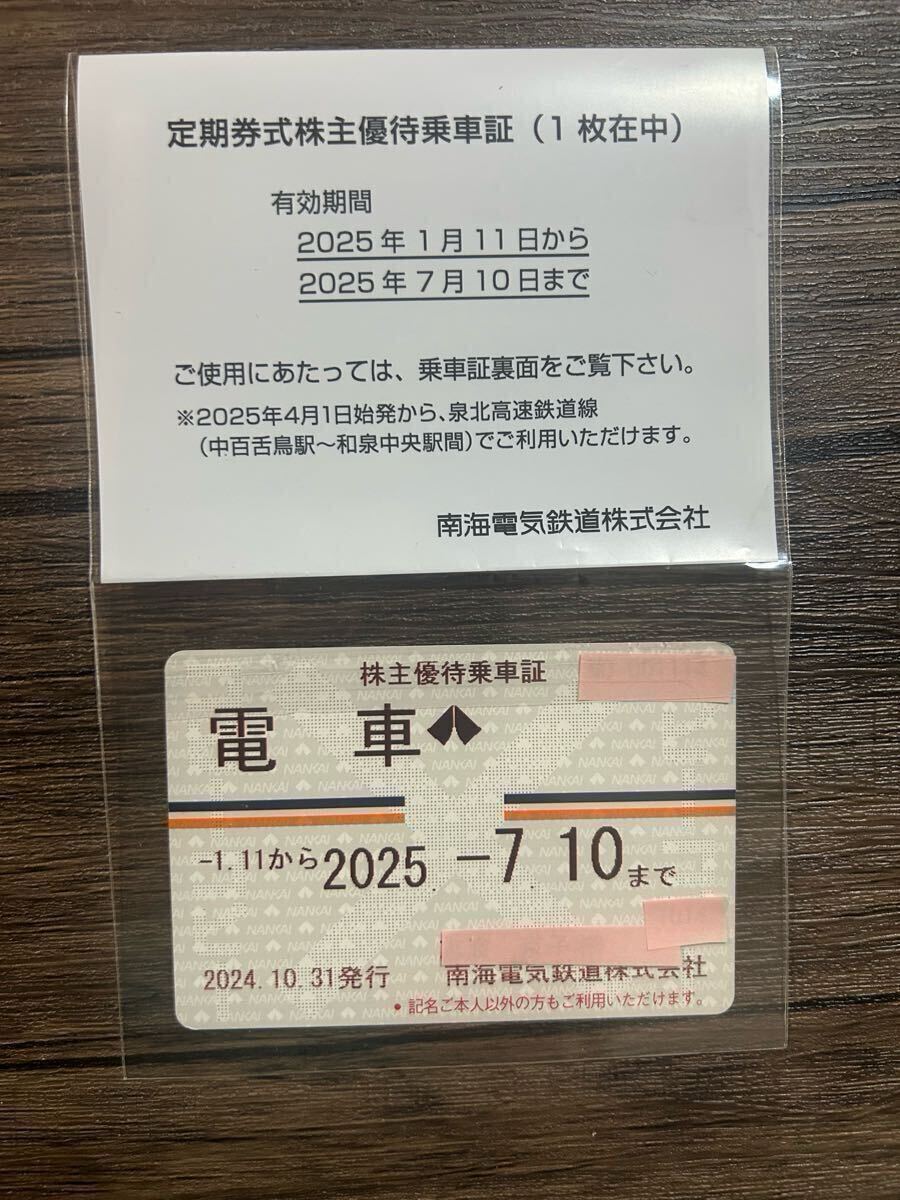 定期券式株主優待乗車証（1枚在中）
有効期間
2025年1月11日から
2025年7月10日まで
ご使用にあたっては、乗車証裏面をご覧下さい。
※2025年4月1日始発から、泉北高速鉄道線
（中百舌鳥駅～和泉中央駅間）でご利用いただけます。
南海電気鉄道株式会社
株主優待乗車証
電 車
-1.11から2025.-7.10まで
2024.10.31発行 南海電気鉄道株式会社
• 記名ご本人以外の方もご利用いただけます。